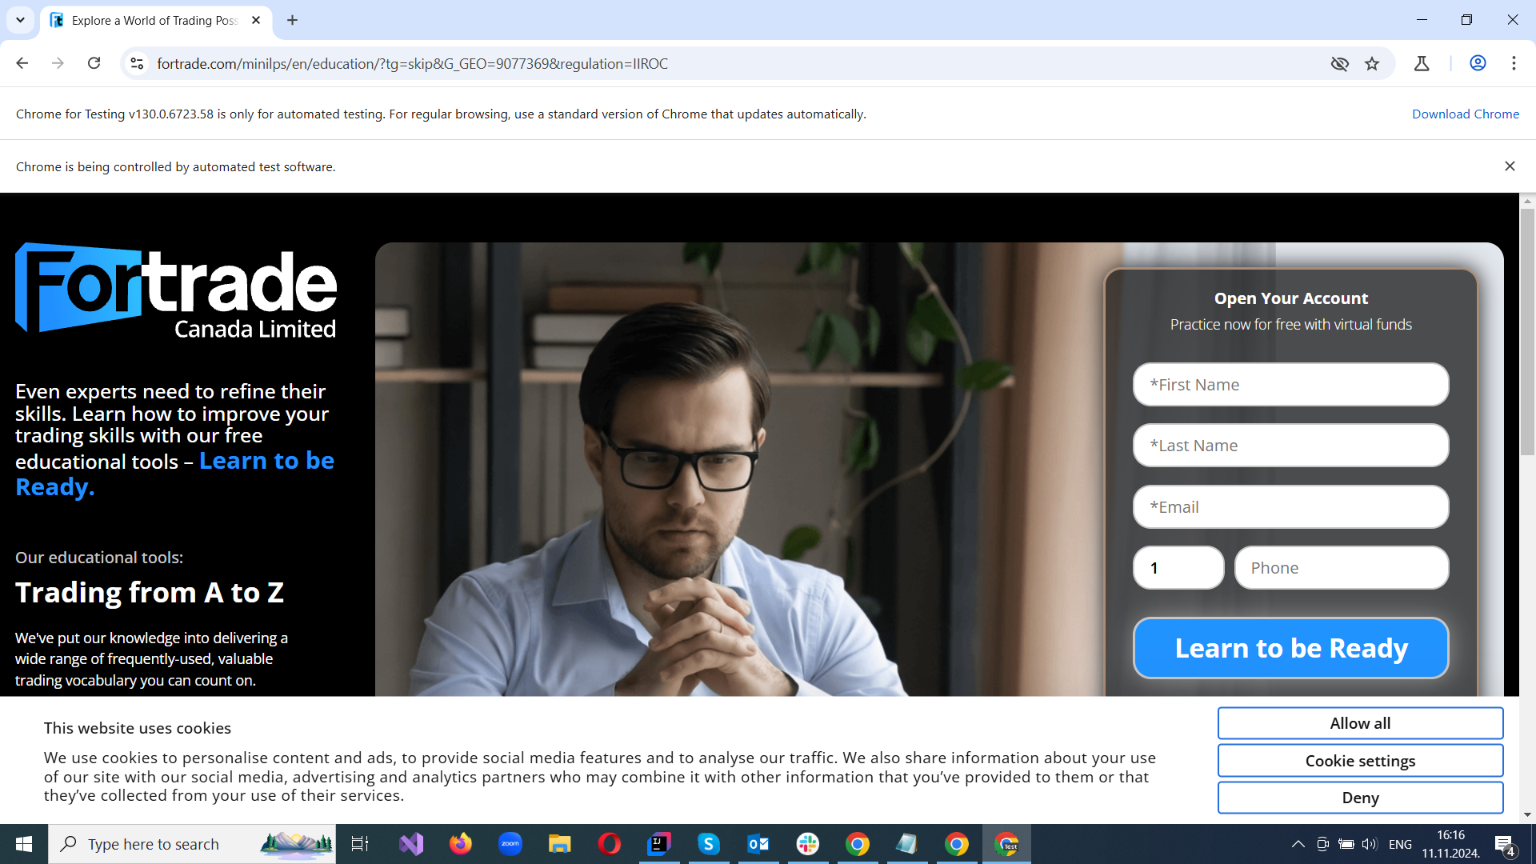 Explore a World of Trading Poss
fortrade.com/minilps/en/education/?tg=skip&G_GEO=9077369&regulation=IIROC
Chrome for Testing v130.0.6723.58 is only for automated testing. For regular browsing, use a standard version of Chrome that updates automatically.
Download Chrome
Chrome is being controlled by automated test software.
Fortrade
Canada Limited
Even experts need to refine their
skills. Learn how to improve your
trading skills with our free
educational tools – Learn to be
Ready.
Our educational tools:
Trading from A to Z
We've put our knowledge into delivering a
wide range of frequently-used, valuable
trading vocabulary you can count on.
Open Your Account
Practice now for free with virtual funds
*First Name
*Last Name
*Email
1
Phone
Learn to be Ready
This website uses cookies
We use cookies to personalise content and ads, to provide social media features and to analyse our traffic. We also share information about your use
of our site with our social media, advertising and analytics partners who may combine it with other information that you’ve provided to them or that
they’ve collected from your use of their services.
Allow all
Cookie settings
Deny
Type here to search
zoom
ENG
16:16
11.11.2024.
4